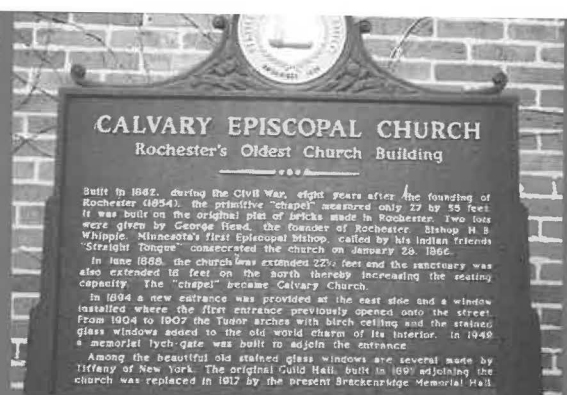 CALVARY EPISCOPAL CHURCH
Rochester's Oldest Church Building
Built in 1862, during the Civil War, eight years after the founding of
Rochester (1854), the primitive "chapel" measured only 27 by 55 feet.
It was built on the original plat of bricks made in Rochester. Two lots
were given by George Head, the founder of Rochester. Bishop H.B.
Whipple, Minnesota's first Episcopal bishop, called by his Indian friends
"Straight Tongue" consecrated the church on January 28, 1866.
In June 1888, the church was extended 22½ feet and the sanctuary was
also extended 16 feet on the north thereby increasing the seating
capacity. The "chapel" became Calvary Church.
In 1894 a new entrance was provided at the east side and a window
installed where the first entrance previously opened onto the street.
From 1904 to 1907 the Tudor arches with birch ceiling and the stained
glass windows added to the old world charm of its interior. In 1949
a memorial lych-gate was built to adjoin the entrance.
Among the beautiful old stained glass windows are several made by
Tiffany of New York. The original Guild Hall, built in 1897 adjoining the
church was replaced in 1917 by the present Brackenridge Memorial Hall.